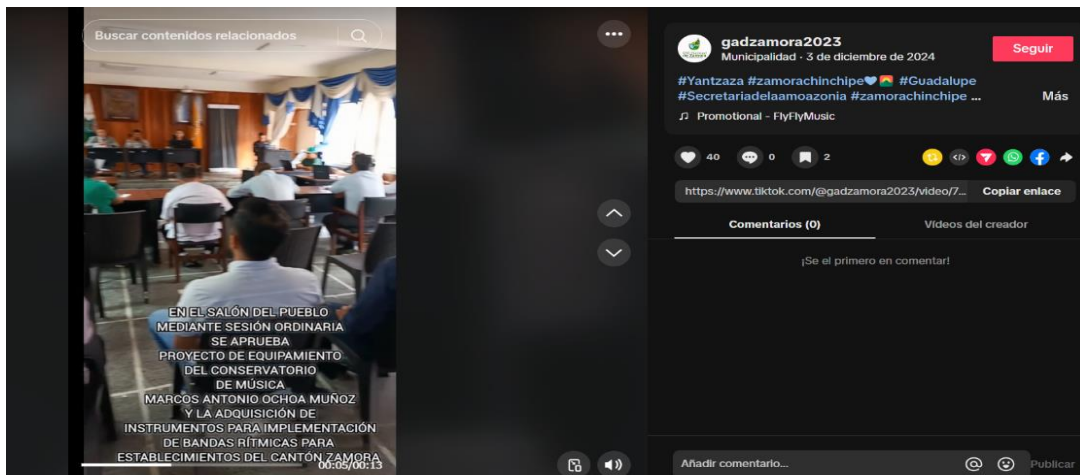 Buscar contenidos relacionados
EN EL SALÓN DEL PUEBLO
MEDIANTE SESIÓN ORDINARIA
SE APRUEBA
PROYECTO DE EQUIPAMIENTO
DEL CONSERVATORIO
DE MÚSICA
MARCOS ANTONIO OCHOA MUÑOZ
Y LA ADQUISICIÓN DE
INSTRUMENTOS PARA IMPLEMENTACIÓN
DE BANDAS RÍTMICAS PARA
ESTABLECIMIENTOS DEL CANTÓN ZAMORA
00:05/00:13
gadzamora2023
Municipalidad · 3 de diciembre de 2024
Seguir
#Yantzaza #zamorachinchipe #Guadalupe
#Secretariadelaamoazonia #zamorachinchipe ...
Más
Promotional - FlyFlyMusic
40
0
2
https://www.tiktok.com/@gadzamora2023/video/7...
Copiar enlace
Comentarios (0)
Vídeos del creador
¡Se el primero en comentar!
Añadir comentario...
Publicar